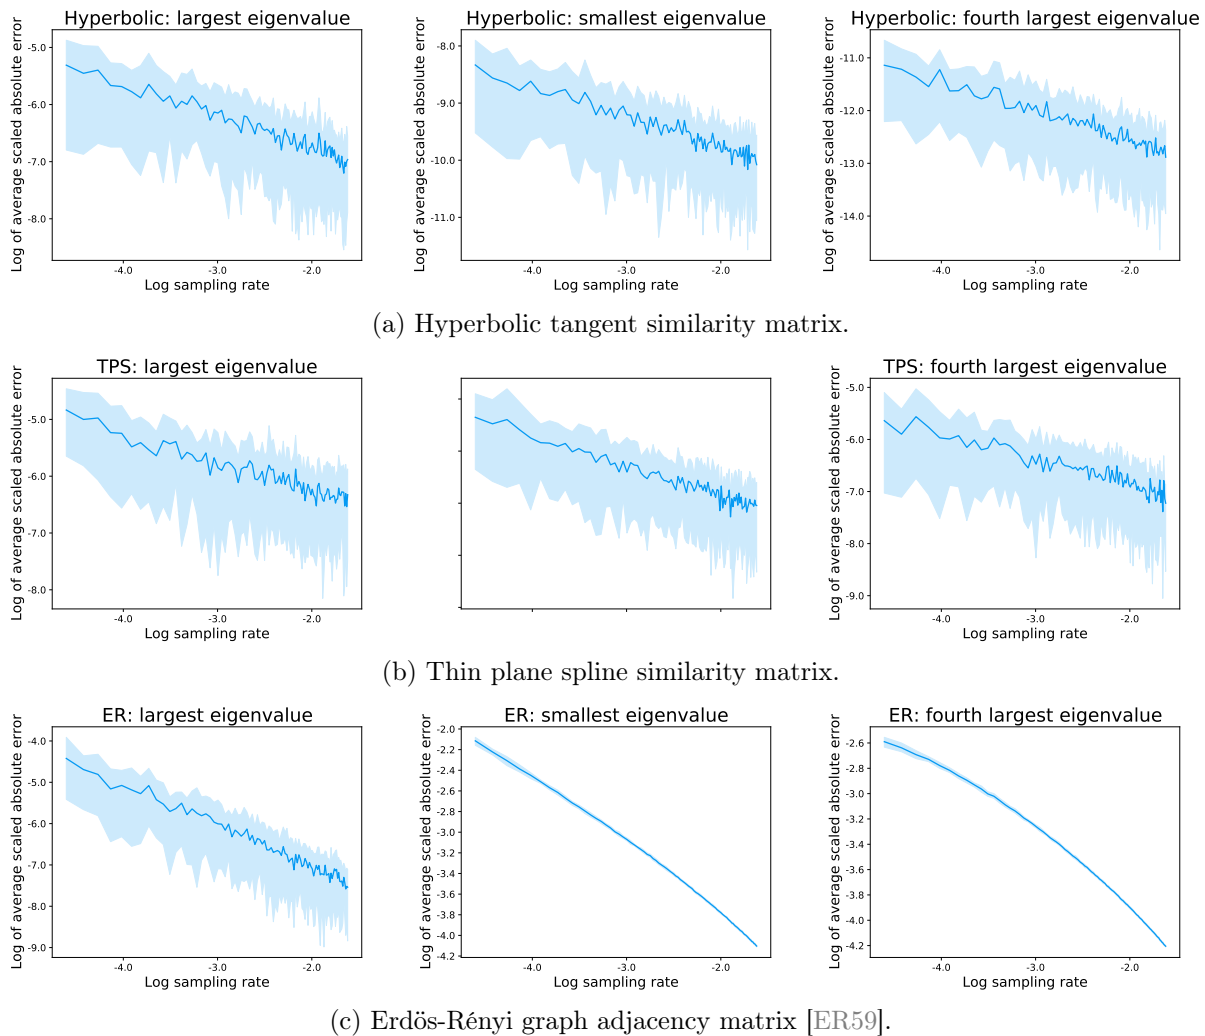 Hyperbolic: largest eigenvalue
Log of average scaled absolute error
-5.0
-6.0
-7.0
-8.0
-4.0 -3.0 -2.0
Log sampling rate
Hyperbolic: smallest eigenvalue
Log of average scaled absolute error
-8.0
-9.0
-10.0
-11.0
-4.0 -3.0 -2.0
Log sampling rate
Hyperbolic: fourth largest eigenvalue
Log of average scaled absolute error
-11.0
-12.0
-13.0
-14.0
-4.0 -3.0 -2.0
Log sampling rate
(a) Hyperbolic tangent similarity matrix.
TPS: largest eigenvalue
Log of average scaled absolute error
-5.0
-6.0
-7.0
-8.0
-4.0 -3.0 -2.0
Log sampling rate
TPS: fourth largest eigenvalue
Log of average scaled absolute error
-5.0
-6.0
-7.0
-8.0
-9.0
-4.0 -3.0 -2.0
Log sampling rate
(b) Thin plane spline similarity matrix.
ER: largest eigenvalue
Log of average scaled absolute error
-4.0
-5.0
-6.0
-7.0
-8.0
-9.0
-4.0 -3.0 -2.0
Log sampling rate
ER: smallest eigenvalue
Log of average scaled absolute error
-2.0
-2.2
-2.4
-2.6
-2.8
-3.0
-3.2
-3.4
-3.6
-3.8
-4.0
-4.2
-4.0 -3.0 -2.0
Log sampling rate
ER: fourth largest eigenvalue
Log of average scaled absolute error
-2.6
-2.8
-3.0
-3.2
-3.4
-3.6
-3.8
-4.0
-4.2
-4.0 -3.0 -2.0
Log sampling rate
(c) Erdös-Rényi graph adjacency matrix [ER59].